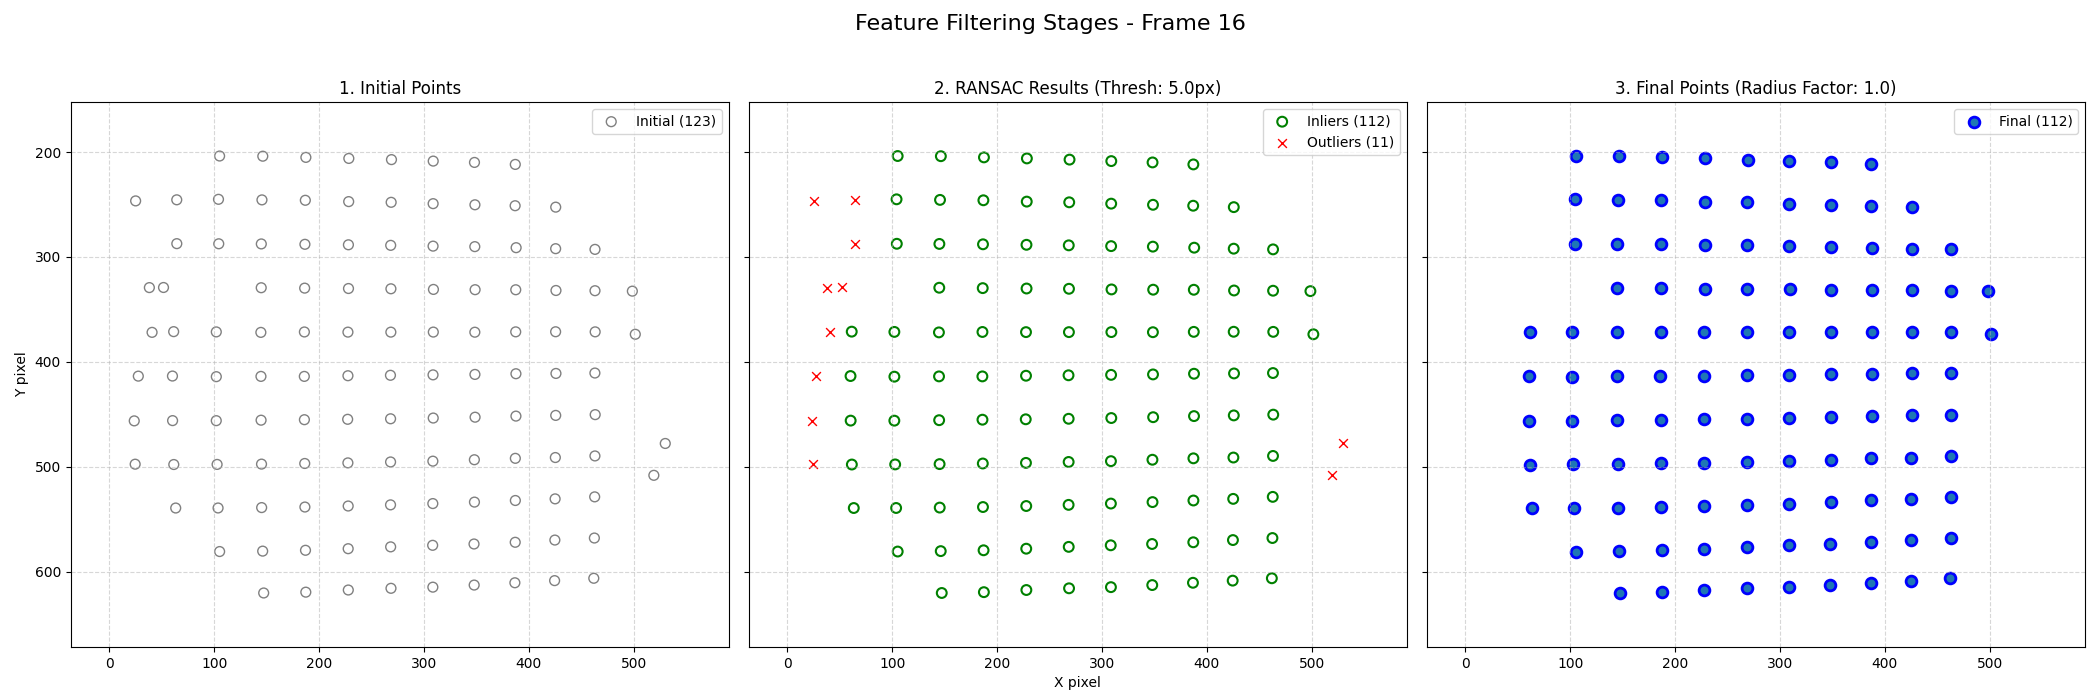 Feature Filtering Stages - Frame 16
1. Initial Points
Initial (123)
200
300
400
500
600
Y pixel
0 100 200 300 400 500
2. RANSAC Results (Thresh: 5.0px)
Inliers (112)
Outliers (11)
0 100 200 300 400 500
X pixel
3. Final Points (Radius Factor: 1.0)
Final (112)
0 100 200 300 400 500